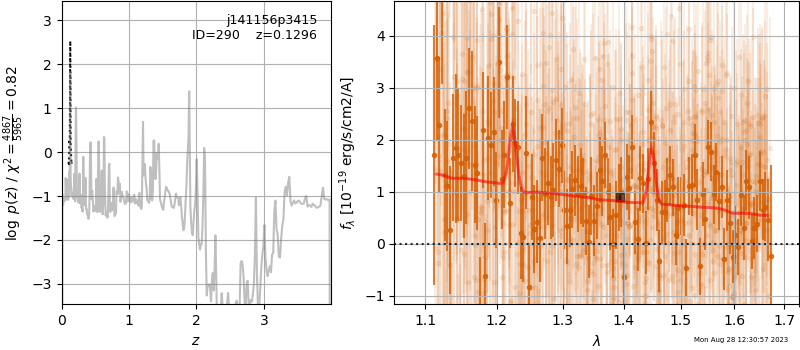 j141156p3415
ID=290 z=0.1296
log p(z) / χ² = 4867/5965 = 0.82
3
2
1
0
−1
−2
−3
0 1 2 3
z
f_λ [10⁻¹⁹ erg/s/cm2/A]
4
3
2
1
0
−1
1.1 1.2 1.3 1.4 1.5 1.6 1.7
λ
Mon Aug 28 12:30:57 2023